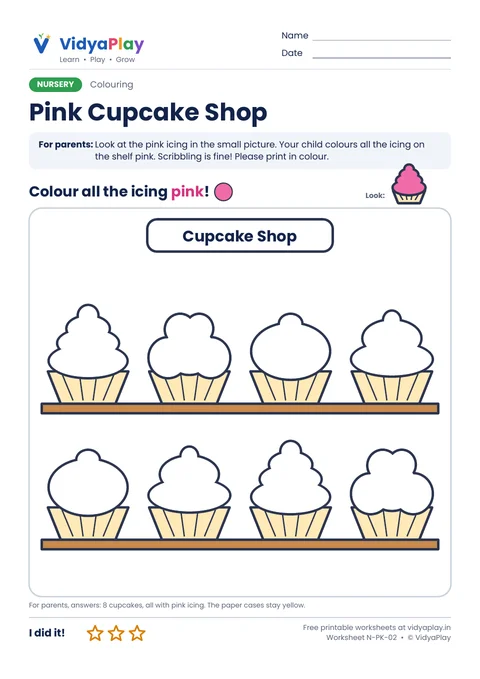 VidyaPlay
Learn • Play • Grow
Name
Date
NURSERY Colouring
Pink Cupcake Shop
For parents: Look at the pink icing in the small picture. Your child colours all the icing on
the shelf pink. Scribbling is fine! Please print in colour.
Colour all the icing pink!
Look:
Cupcake Shop
For parents, answers: 8 cupcakes, all with pink icing. The paper cases stay yellow.
I did it!
Free printable worksheets at vidyaplay.in
Worksheet N-PK-02 • © VidyaPlay